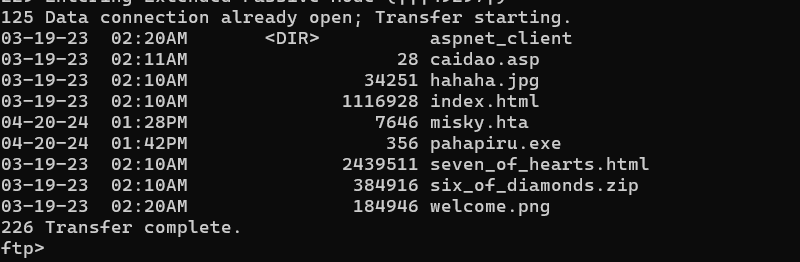 125 Data connection already open; Transfer starting.
03-19-23  02:20AM       <DIR>          aspnet_client
03-19-23  02:11AM                   28 caidao.asp
03-19-23  02:10AM                34251 hahaha.jpg
03-19-23  02:10AM              1116928 index.html
04-20-24  01:28PM                 7646 misky.hta
04-20-24  01:42PM                  356 pahapiru.exe
03-19-23  02:10AM              2439511 seven_of_hearts.html
03-19-23  02:10AM               384916 six_of_diamonds.zip
03-19-23  02:20AM               184946 welcome.png
226 Transfer complete.
ftp>